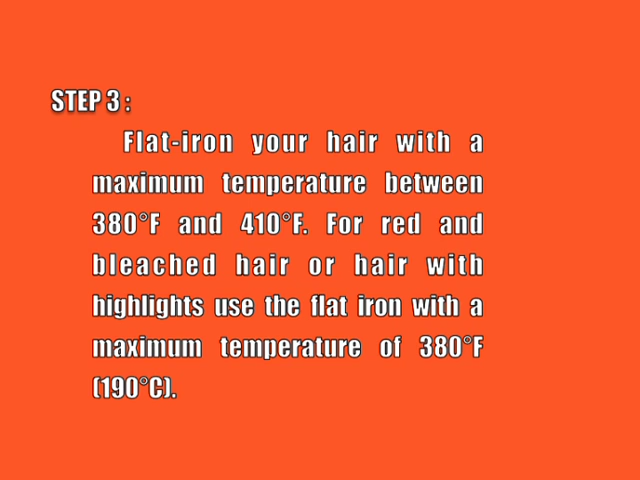 STEP 3 :
Flat-iron your hair with a
maximum temperature between
380°F and 410°F. For red and
bleached hair or hair with
highlights use the flat iron with a
maximum temperature of 380°F
(190°C).